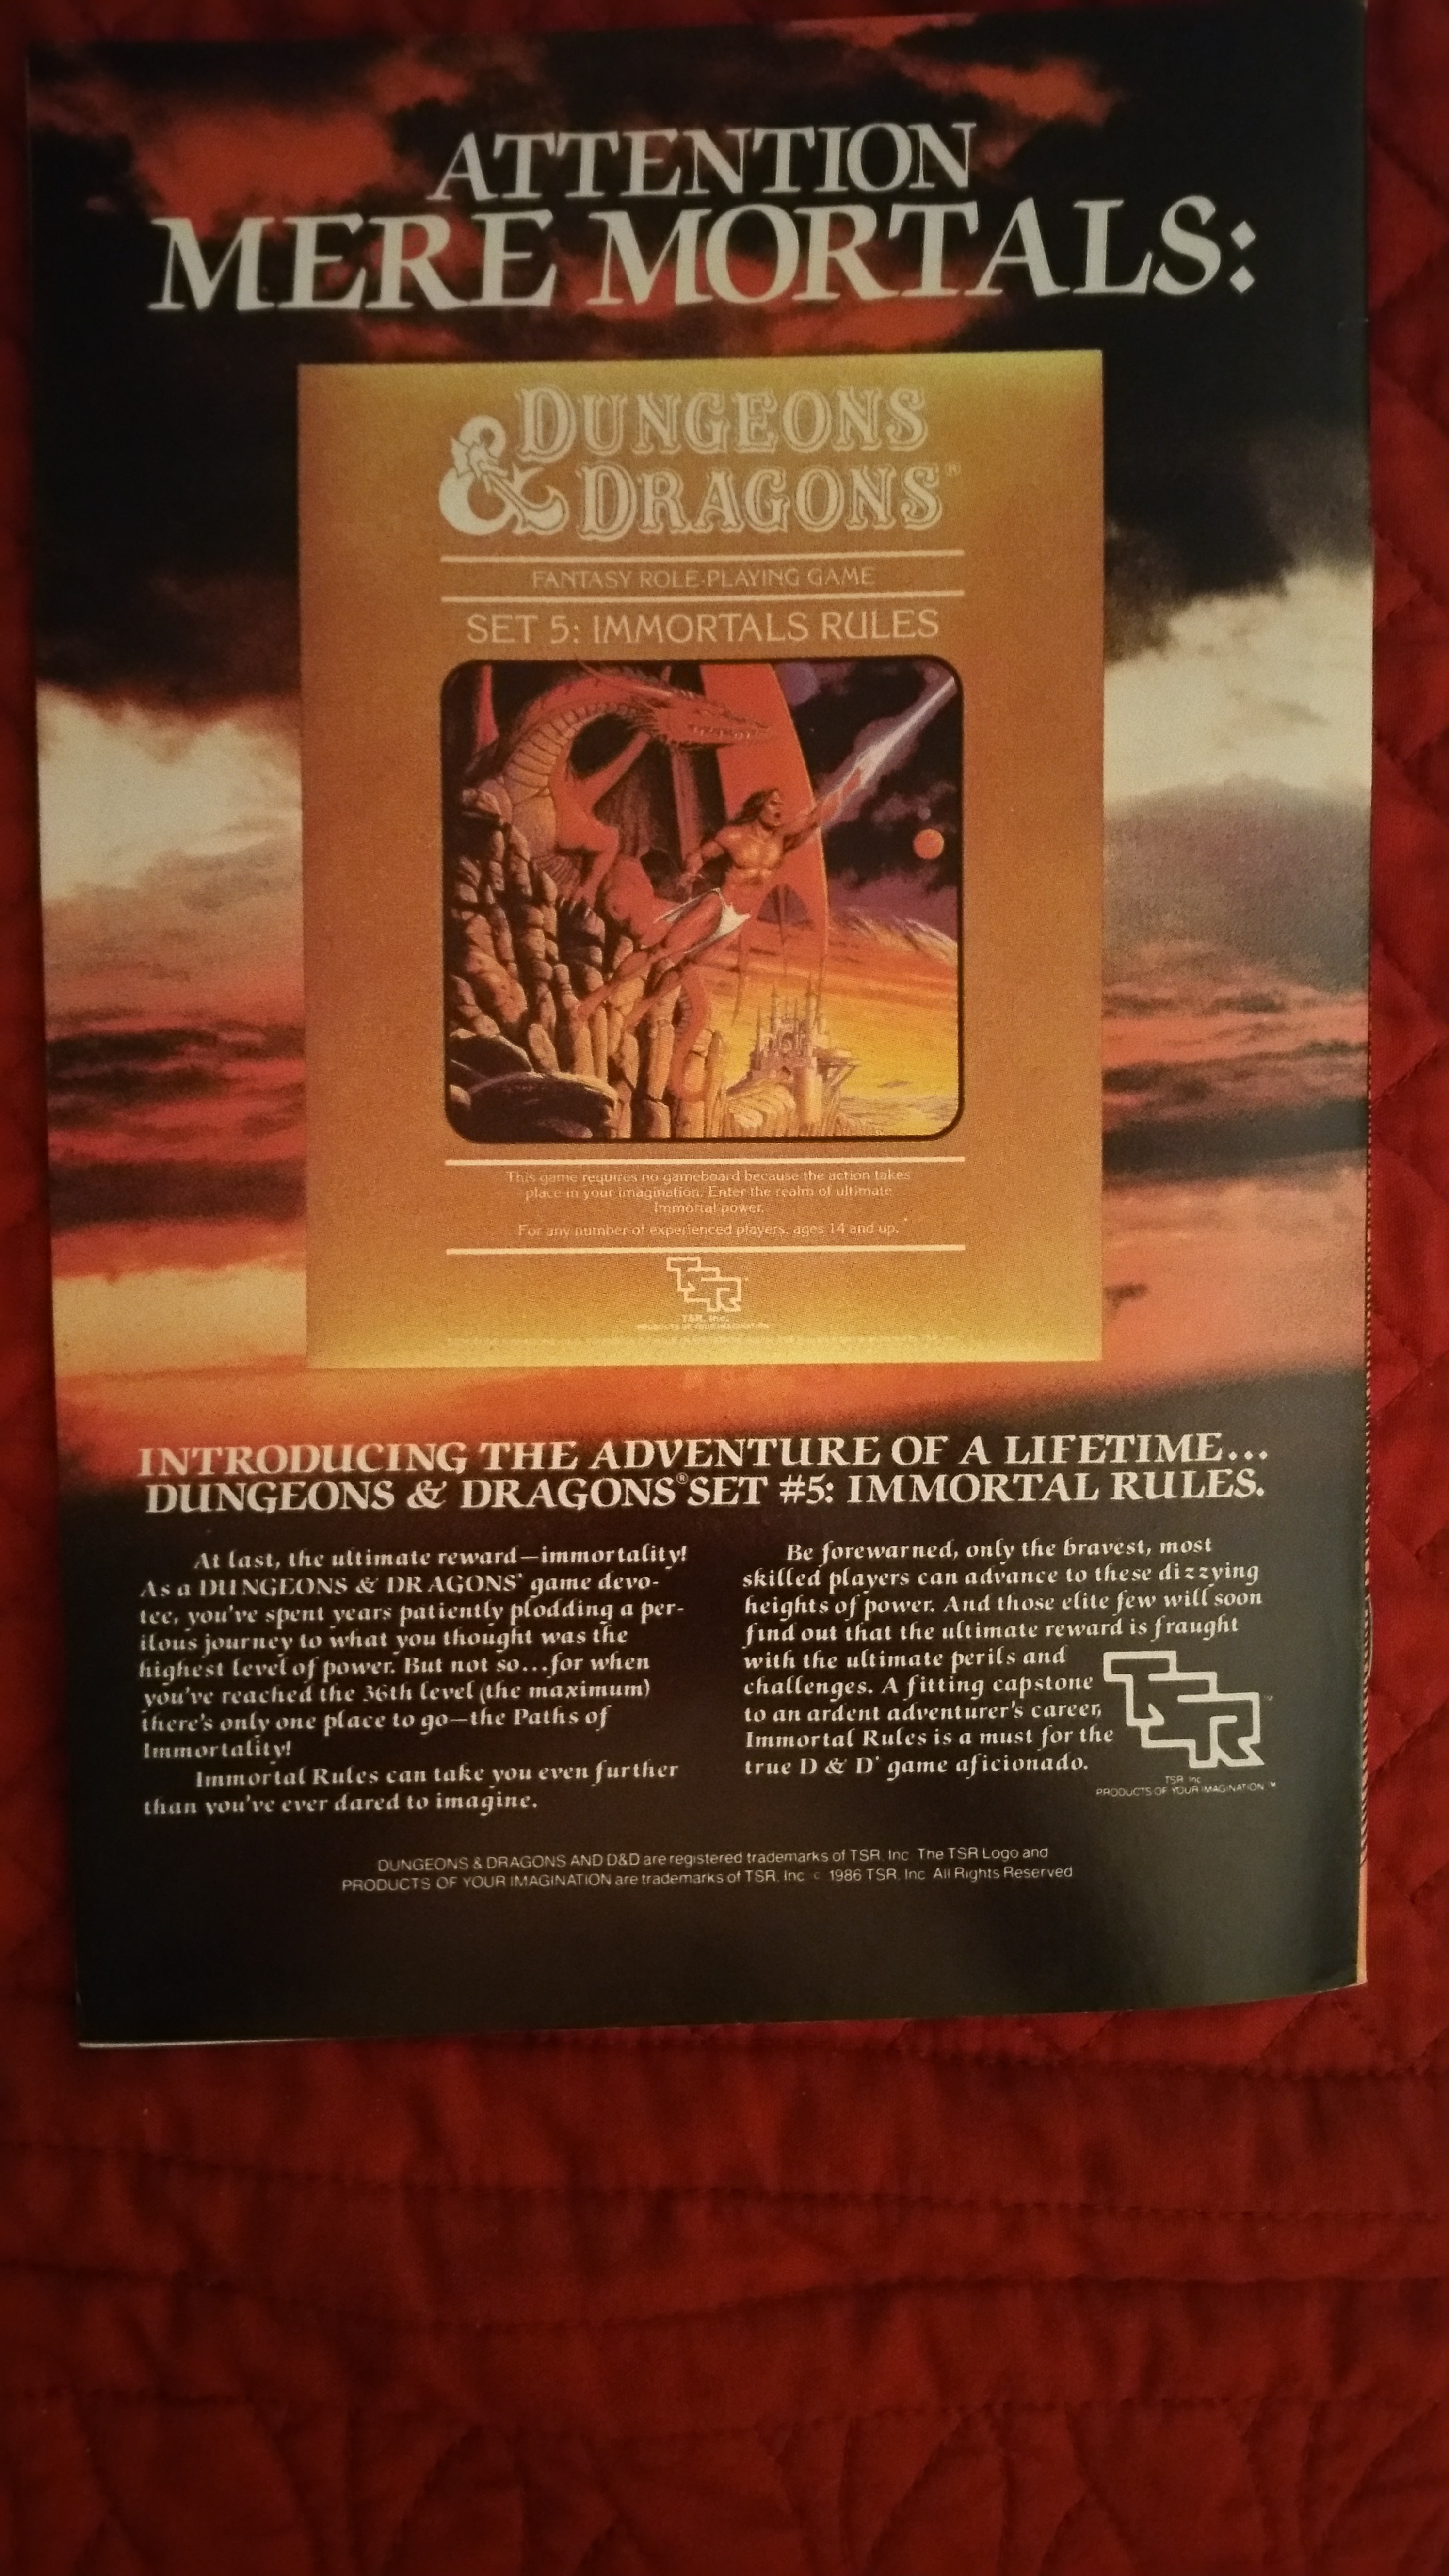 ATTENTION
MERE MORTALS:
DUNGEONS
& DRAGONS®
FANTASY ROLE-PLAYING GAME
SET 5: IMMORTALS RULES
This game requires no gameboard because the action takes
place in your imagination. Enter the realm of ultimate
Immortal power.
For any number of experienced players, ages 14 and up.
TSR
TSR, Inc.
PRODUCTS OF YOUR IMAGINATION
INTRODUCING THE ADVENTURE OF A LIFETIME...
DUNGEONS & DRAGONS® SET #5: IMMORTAL RULES.
At last, the ultimate reward—immortality!
As a DUNGEONS & DRAGONS® game devo-
tee, you've spent years patiently plodding a per-
ilous journey to what you thought was the
highest level of power. But not so...for when
you've reached the 36th level (the maximum)
there's only one place to go—the Paths of
Immortality!
Immortal Rules can take you even further
than you've ever dared to imagine.
Be forewarned, only the bravest, most
skilled players can advance to these dizzying
heights of power. And those elite few will soon
find out that the ultimate reward is fraught
with the ultimate perils and
challenges. A fitting capstone
to an ardent adventurer's career,
Immortal Rules is a must for the
true D & D® game aficionado.
TSR™
TSR, Inc.
PRODUCTS OF YOUR IMAGINATION™
DUNGEONS & DRAGONS AND D&D are registered trademarks of TSR, Inc. The TSR Logo and
PRODUCTS OF YOUR IMAGINATION are trademarks of TSR, Inc. © 1986 TSR, Inc. All Rights Reserved